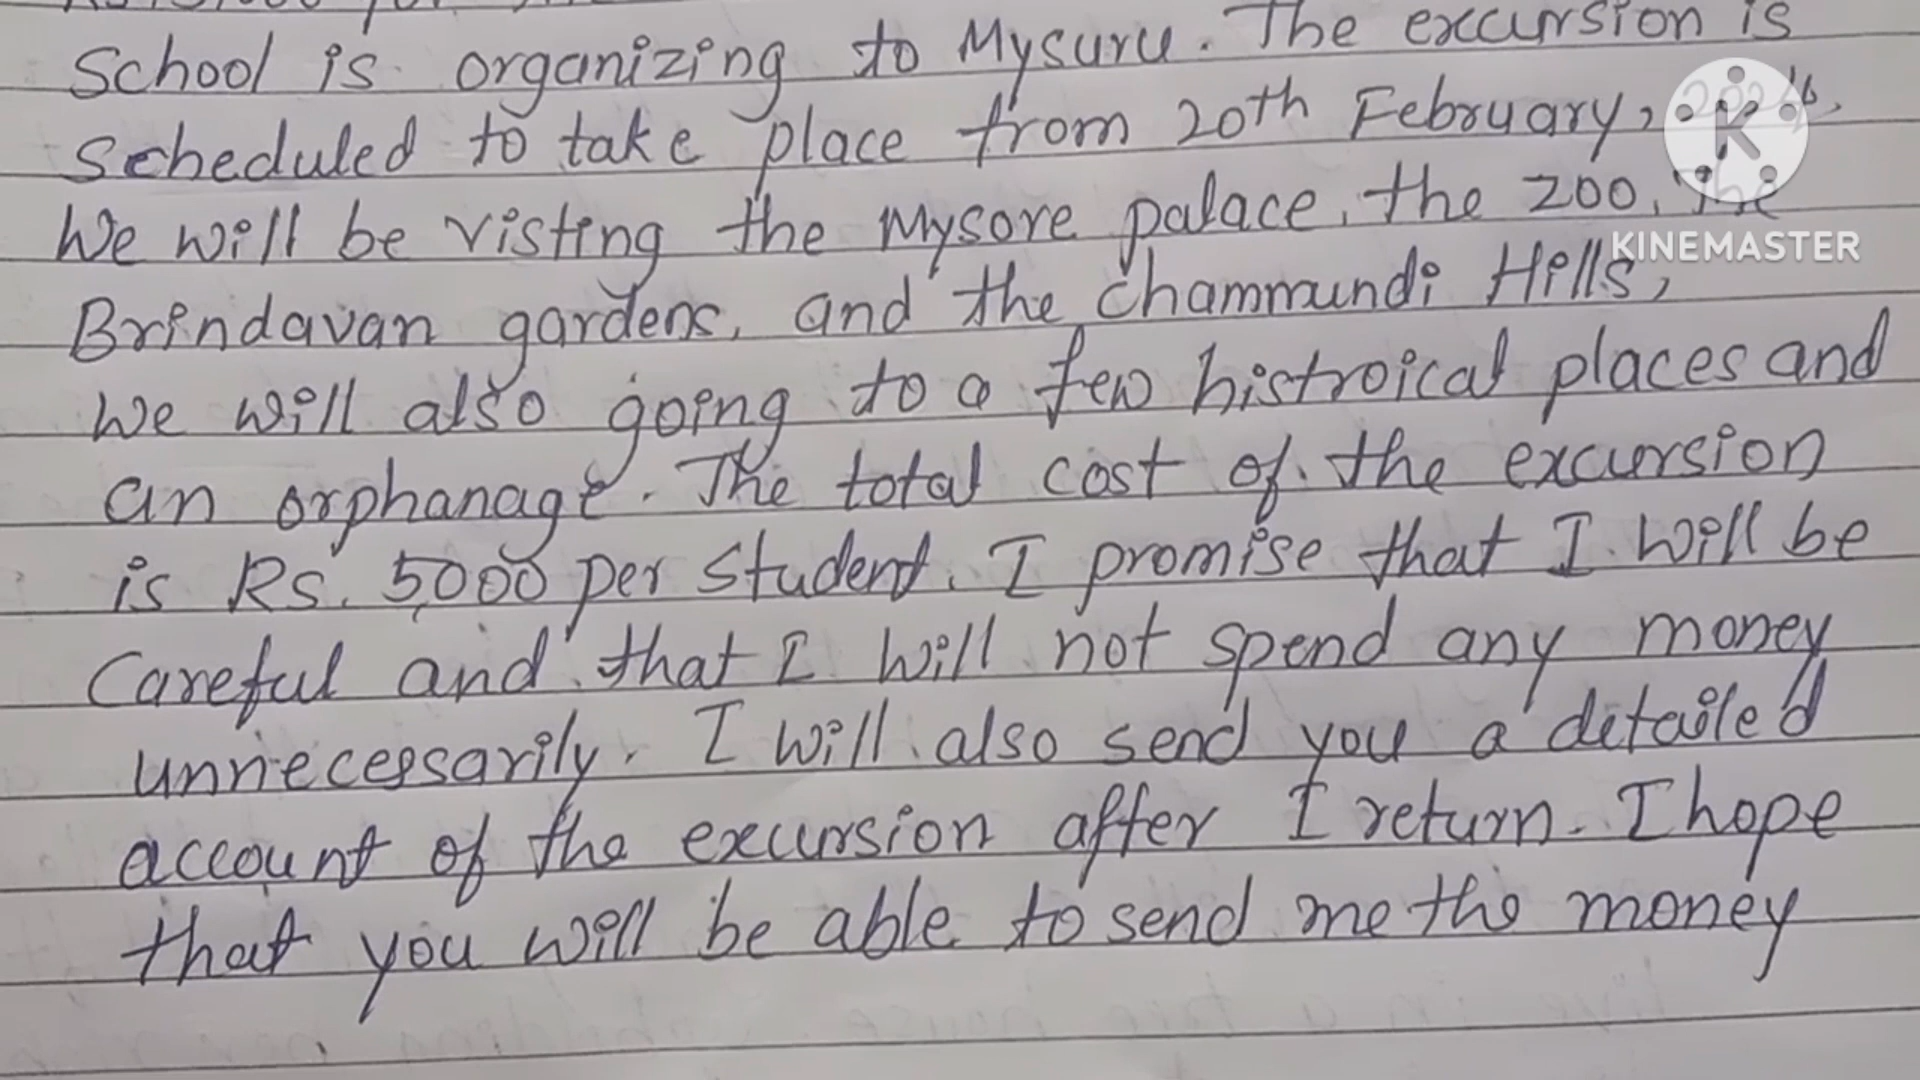 School is organizing to Mysuru. The excursion is
Scheduled to take place from 20th February,
We will be visting the Mysore palace, the zoo, The
KINEMASTER
Brindavan gardens, and the Chammundi Hills,
We will also going to a few histroical places and
an orphanage. The total cost of the excursion
is Rs. 5,000 per student. I promise that I will be
Careful and that I will not spend any money
unnecessarily. I will also send you a detailed
account of the excursion after I return. I hope
that you will be able to send me the money